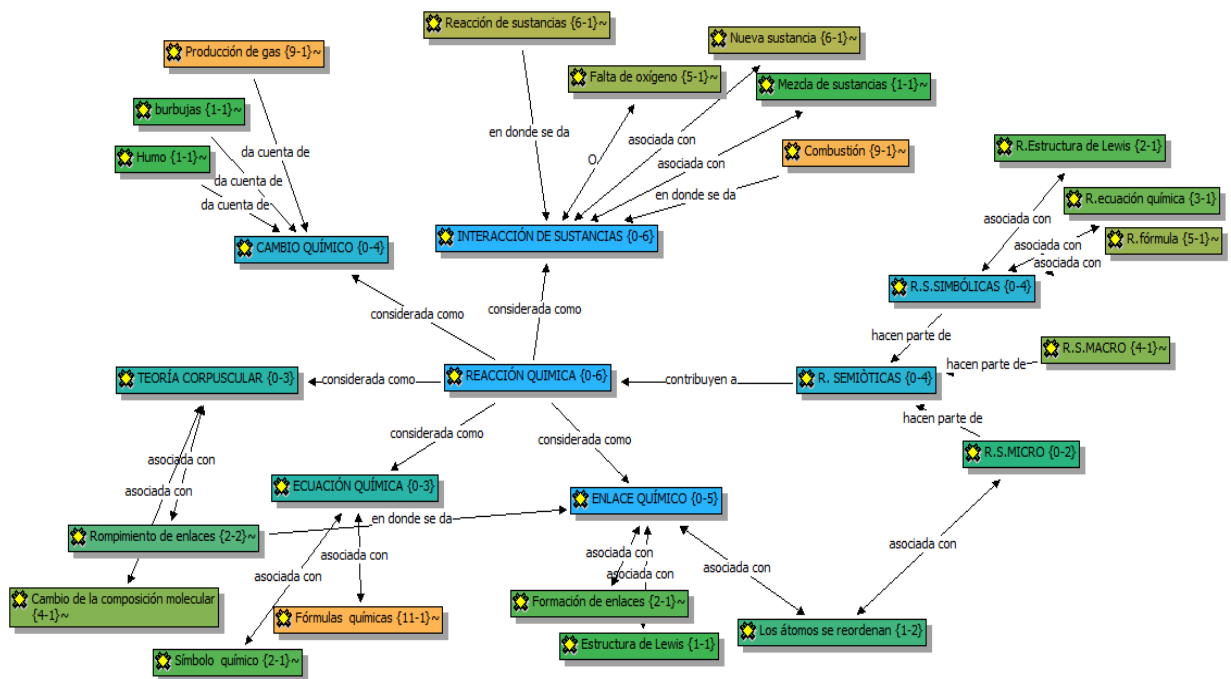 Reacción de sustancias {6-1}~
Nueva sustancia {6-1}~
Producción de gas {9-1}~
Falta de oxígeno {5-1}~
Mezcla de sustancias {1-1}~
burbujas {1-1}~
en donde se da
asociada con
R.Estructura de Lewis {2-1}
Humo {1-1}~
da cuenta de
O
asociada con
Combustión {9-1}~
da cuenta de
en donde se da
R.ecuación química {3-1}
da cuenta de
asociada con
CAMBIO QUÍMICO {0-4}
INTERACCIÓN DE SUSTANCIAS {0-6}
asociada con
R.fórmula {5-1}~
asociada con
R.S.SIMBÓLICAS {0-4}
considerada como
considerada como
hacen parte de
R.S.MACRO {4-1}~
hacen parte de
TEORÍA CORPUSCULAR {0-3}
considerada como
REACCIÓN QUIMICA {0-6}
contribuyen a
R. SEMIÒTICAS {0-4}
hacen parte de
considerada como
considerada como
R.S.MICRO {0-2}
asociada con
ECUACIÓN QUÍMICA {0-3}
asociada con
ENLACE QUÍMICO {0-5}
en donde se da
Rompimiento de enlaces {2-2}~
asociada con
asociada con
asociada con
asociada con
asociada con
asociada con
Cambio de la composición molecular
{4-1}~
Formación de enlaces {2-1}~
Fórmulas químicas {11-1}~
Los átomos se reordenan {1-2}
Estructura de Lewis {1-1}
Símbolo químico {2-1}~